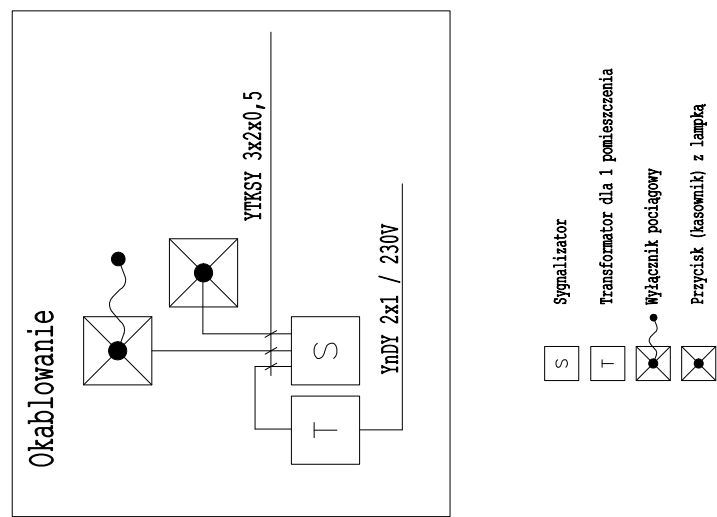 Okablowanie
YTKSY 3x2x0,5
YnDY 2x1 / 230V
S
T
S Sygnalizator
T Transformator dla 1 pomieszczenia
Wyłącznik pociągowy
Przycisk (kasownik) z lampką